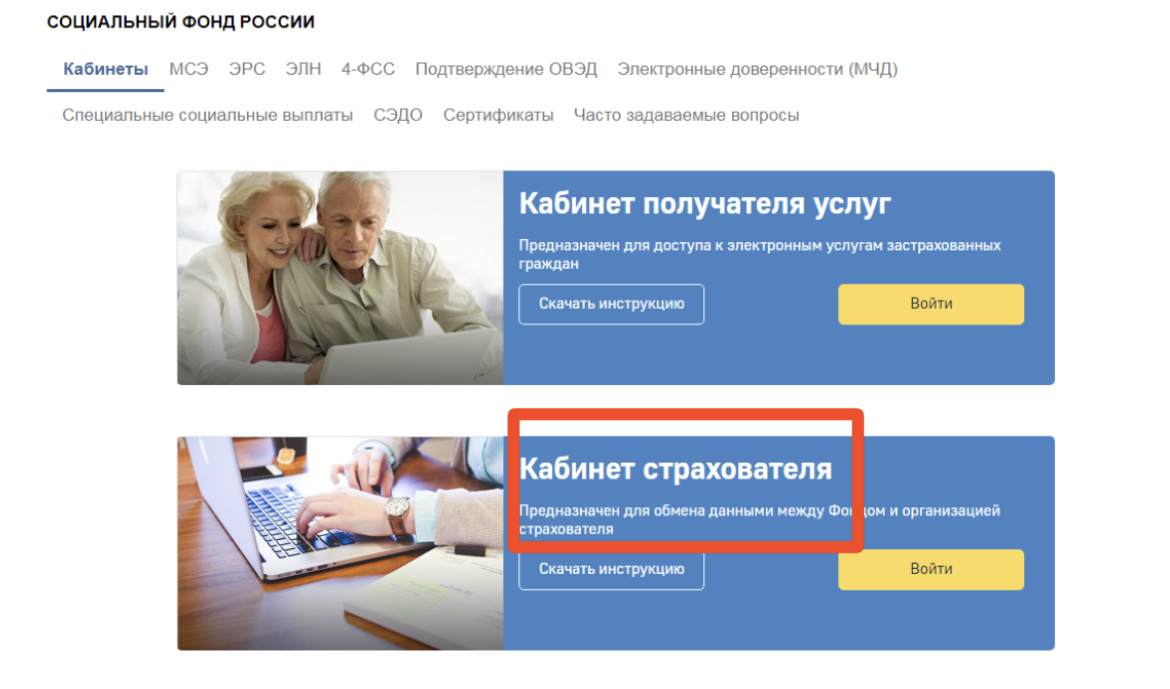 СОЦИАЛЬНЫЙ ФОНД РОССИИ
Кабинеты МСЭ ЭРС ЭЛН 4-ФСС Подтверждение ОВЭД Электронные доверенности (МЧД)
Специальные социальные выплаты СЭДО Сертификаты Часто задаваемые вопросы
Кабинет получателя услуг
Предназначен для доступа к электронным услугам застрахованных
граждан
Скачать инструкцию Войти
Кабинет страхователя
Предназначен для обмена данными между Фондом и организацией
страхователя
Скачать инструкцию Войти